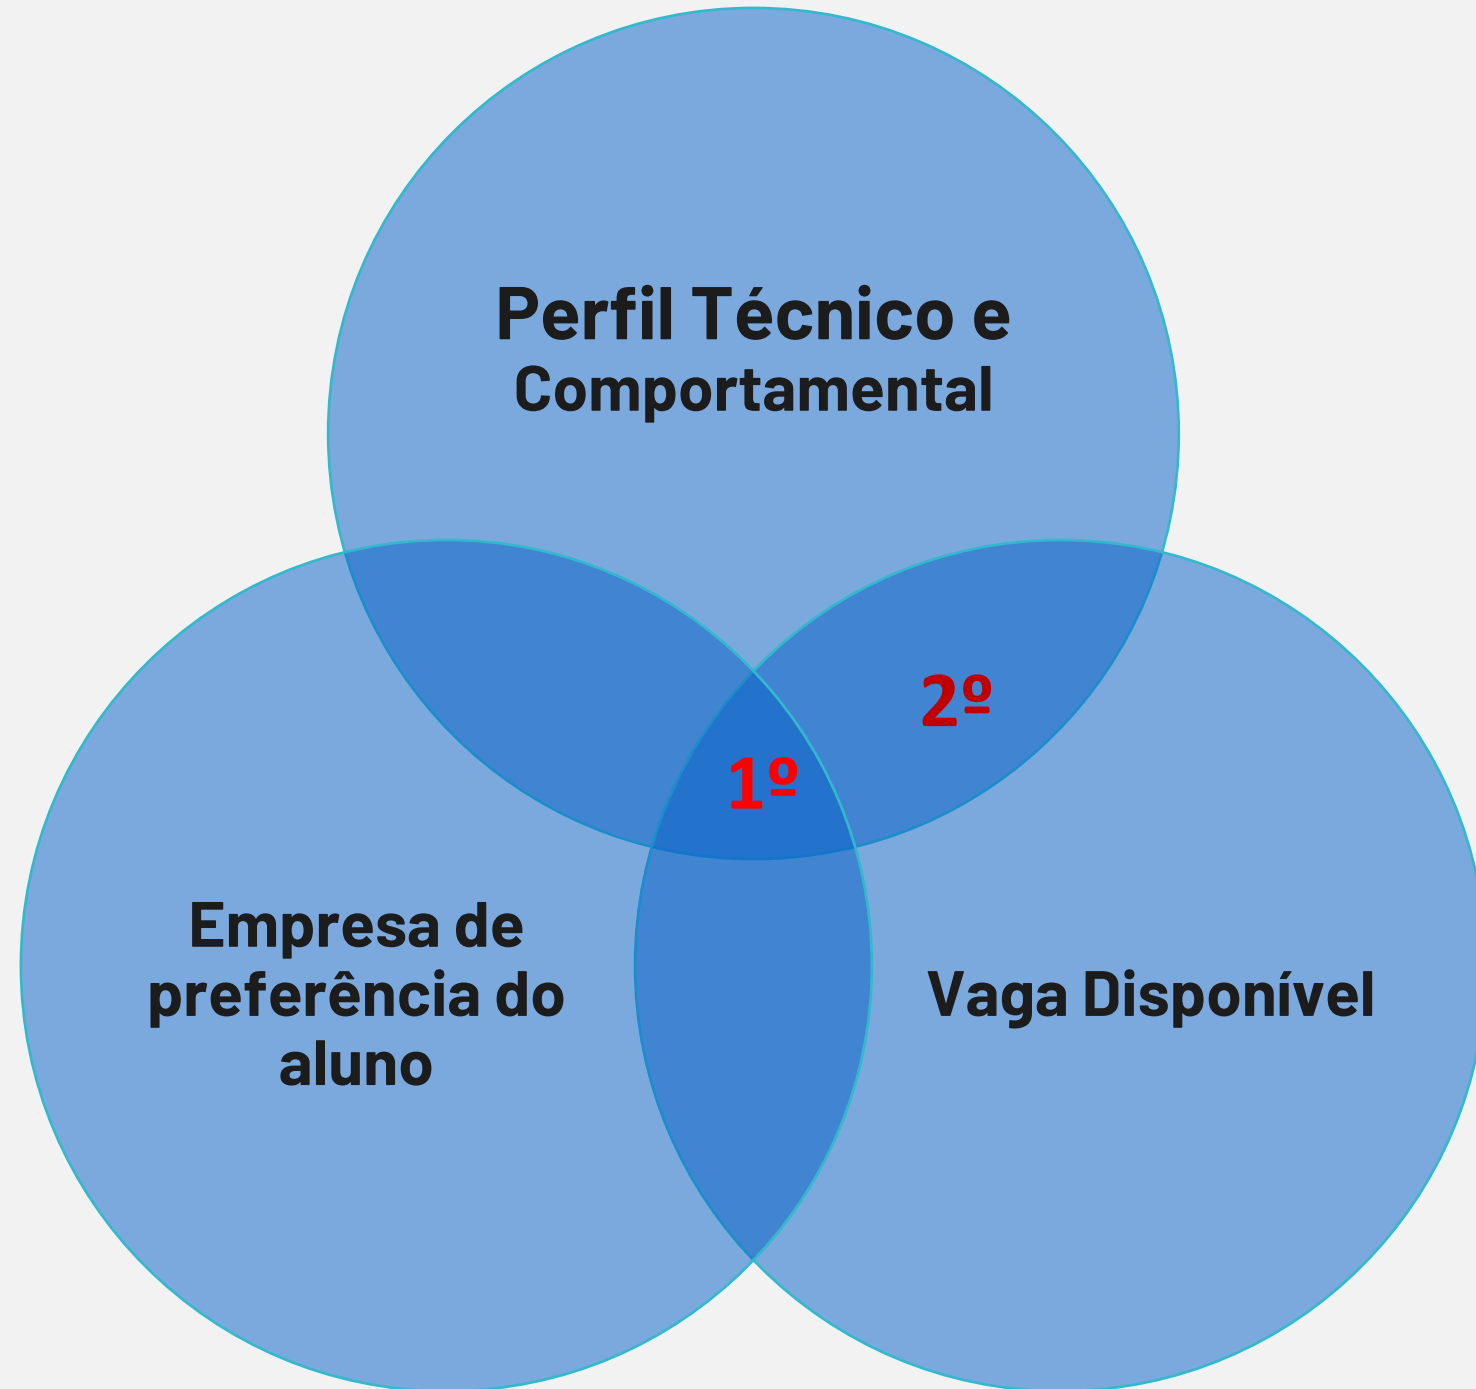 Perfil Técnico e
Comportamental
2º
1º
Empresa de
preferência do
aluno
Vaga Disponível